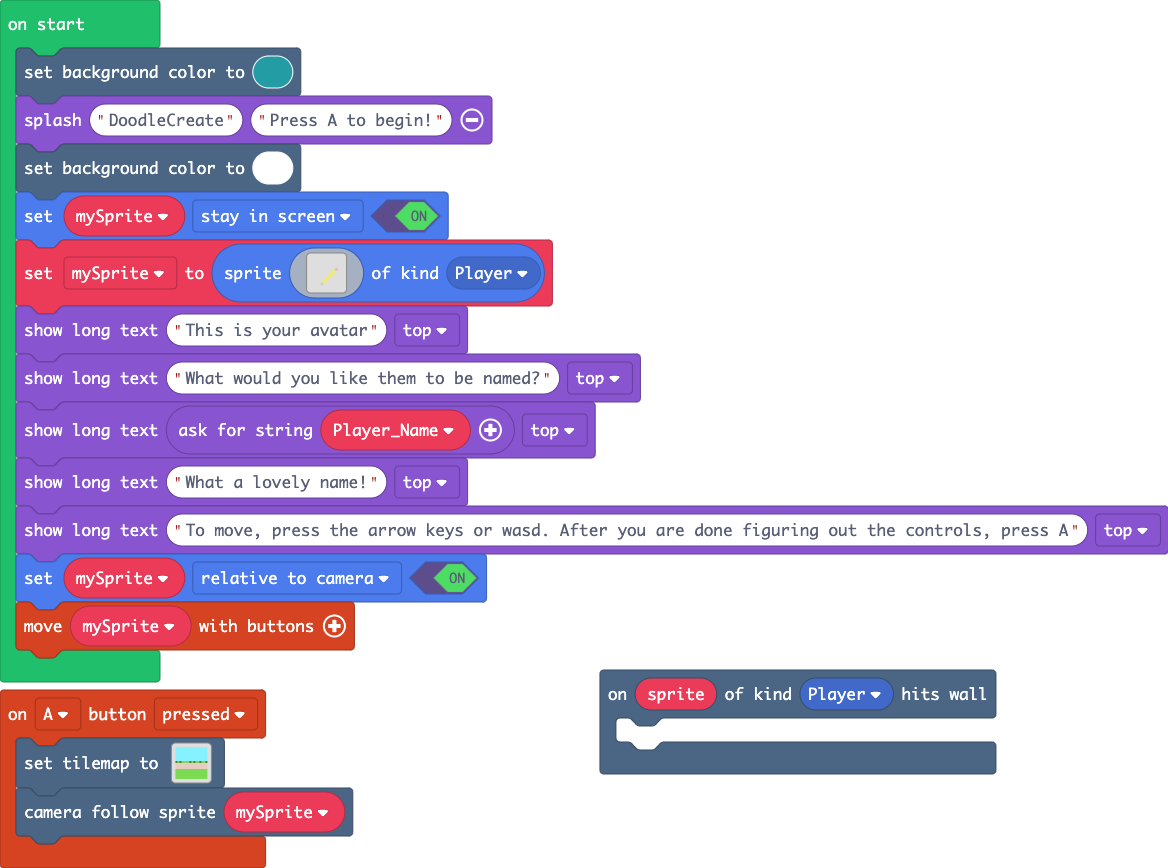 on start
set background color to
splash "DoodleCreate" "Press A to begin!"
set background color to
set mySprite stay in screen ON
set mySprite to sprite of kind Player
show long text "This is your avatar" top
show long text "What would you like them to be named?" top
show long text ask for string Player_Name top
show long text "What a lovely name!" top
show long text "To move, press the arrow keys or wasd. After you are done figuring out the controls, press A" top
set mySprite relative to camera ON
move mySprite with buttons
on A button pressed
set tilemap to
camera follow sprite mySprite
on sprite of kind Player hits wall